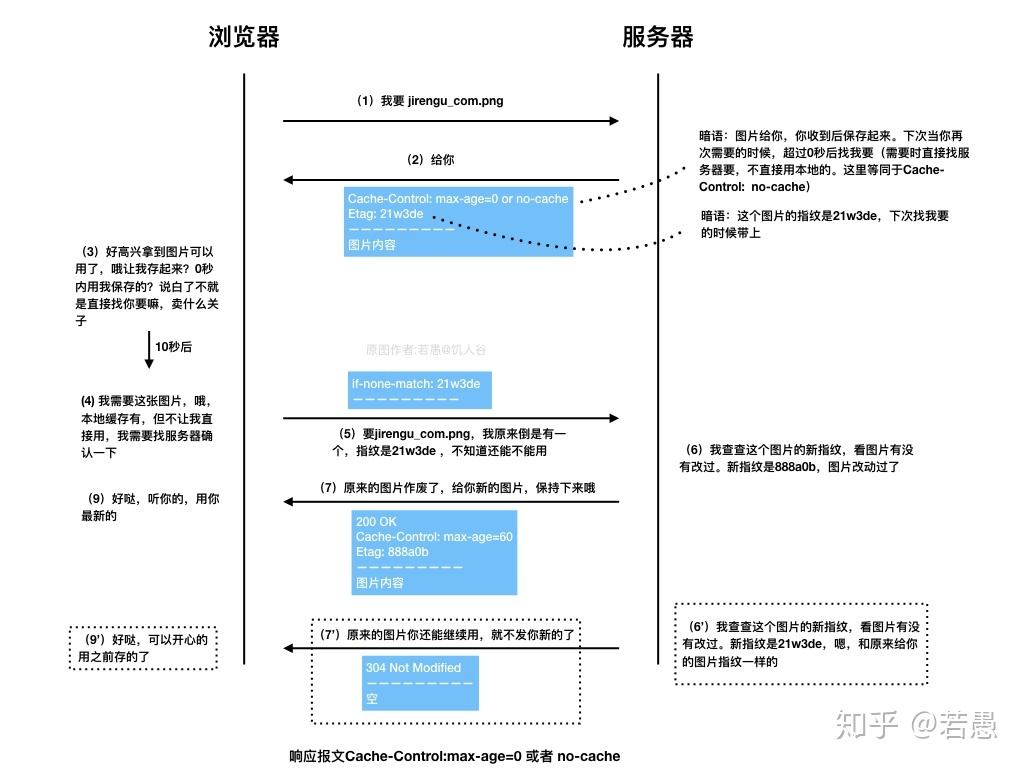 浏览器
服务器
（1）我要 jirengu_com.png
（2）给你
Cache-Control: max-age=0 or no-cache
Etag: 21w3de
—————————
图片内容
暗语：图片给你，你收到后保存起来。下次当你再
次需要的时候，超过0秒后找我要（需要时直接找服
务器要，不直接用本地的。这里等同于Cache-
Control:  no-cache）
暗语：这个图片的指纹是21w3de，下次找我要
的时候带上
（3）好高兴拿到图片可以
用了，哦让我存起来？0秒
内用我保存的？说白了不就
是直接找你要嘛，卖什么关
子
10秒后
原图作者:若愚@饥人谷
(4) 我需要这张图片，哦，
本地缓存有，但不让我直
接用，我需要找服务器确
认一下
if-none-match: 21w3de
—————————
（5）要jirengu_com.png，我原来倒是有一
个，指纹是21w3de ，不知道还能不能用
（6）我查查这个图片的新指纹，看图片有没
有改过。新指纹是888a0b，图片改动过了
（7）原来的图片作废了，给你新的图片，保持下来哦
（9）好哒，听你的，用你
最新的
200 OK
Cache-Control: max-age=60
Etag: 888a0b
—————————
图片内容
（7’）原来的图片你还能继续用，就不发你新的了
（9’）好哒，可以开心的
用之前存的了
（6’）我查查这个图片的新指纹，看图片有没
有改过。新指纹是21w3de，嗯，和原来给你
的图片指纹一样的
304 Not Modified
—————————
空
知乎 @若愚
响应报文Cache-Control:max-age=0 或者 no-cache